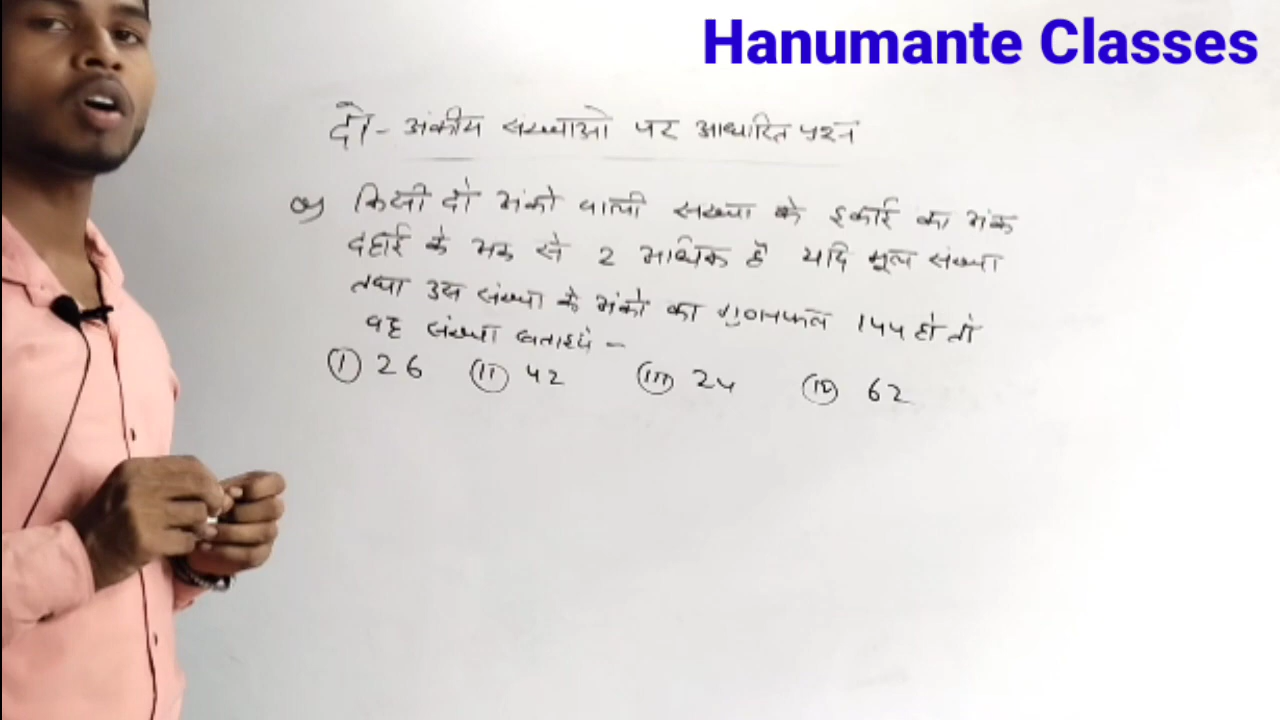 Hanumante Classes
दो - अंकीय संख्याओ पर आधारित प्रश्न
Q) किसी दो अंको वाली संख्या के इकाई का अंक
दहाई के अंक से 2 अधिक है यदि मूल संख्या
तथा उस संख्या के अंको का गुणनफल 144 हो तो
वह संख्या बताइये -
(I) 26 (II) 42 (III) 24 (IV) 62